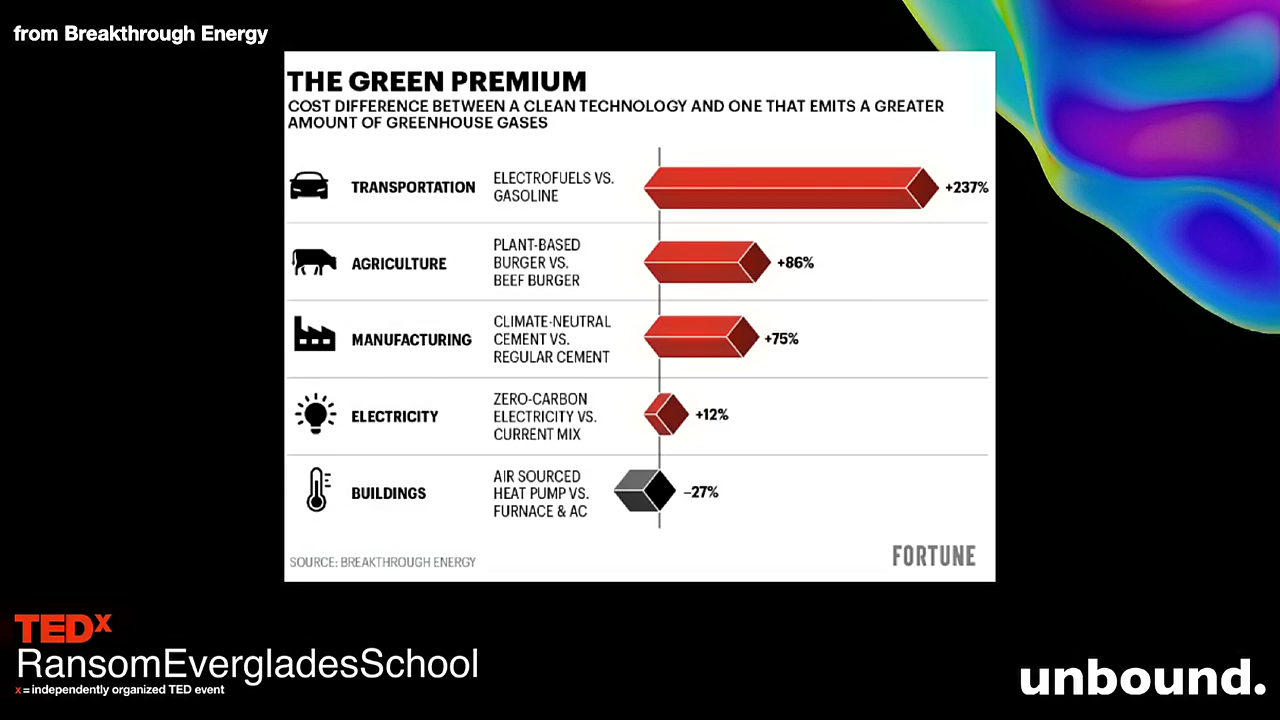 from Breakthrough Energy
THE GREEN PREMIUM
COST DIFFERENCE BETWEEN A CLEAN TECHNOLOGY AND ONE THAT EMITS A GREATER
AMOUNT OF GREENHOUSE GASES
TRANSPORTATION
ELECTROFUELS VS.
GASOLINE
+237%
AGRICULTURE
PLANT-BASED
BURGER VS.
BEEF BURGER
+86%
MANUFACTURING
CLIMATE-NEUTRAL
CEMENT VS.
REGULAR CEMENT
+75%
ELECTRICITY
ZERO-CARBON
ELECTRICITY VS.
CURRENT MIX
+12%
BUILDINGS
AIR SOURCED
HEAT PUMP VS.
FURNACE & AC
–27%
SOURCE: BREAKTHROUGH ENERGY
FORTUNE
TEDx
RansomEvergladesSchool
x = independently organized TED event
unbound.